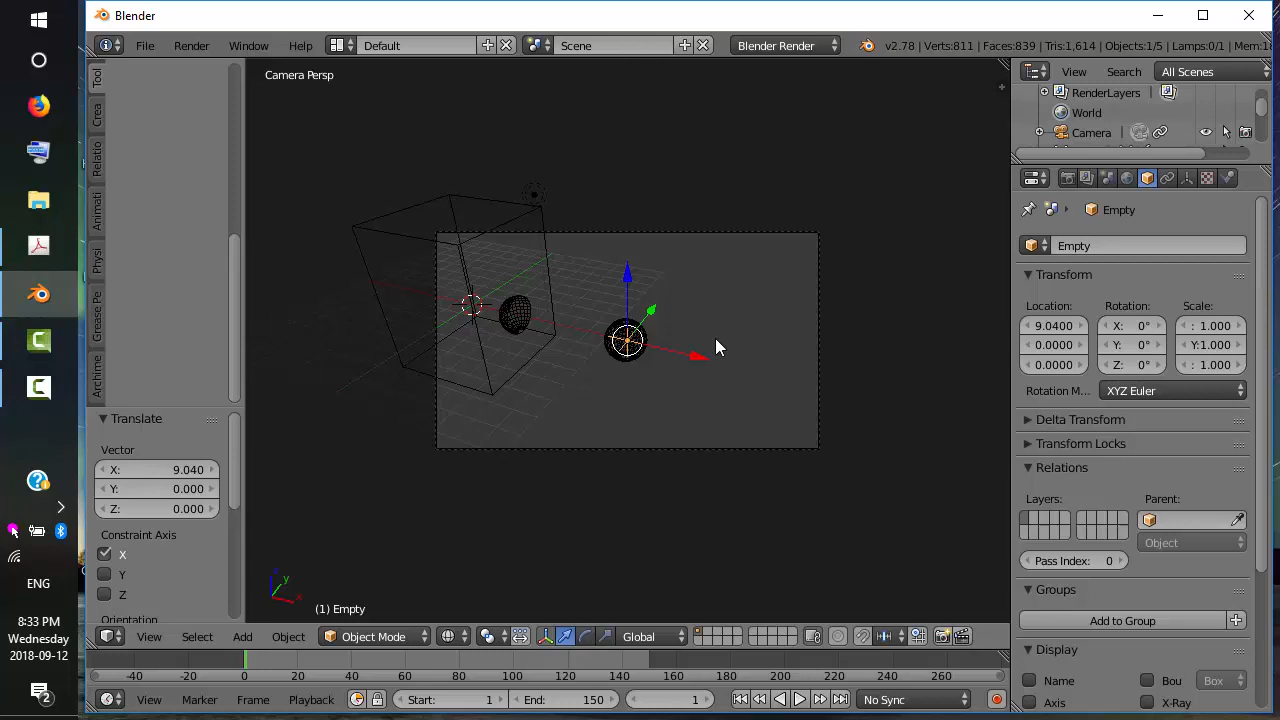 Blender
File Render Window Help Default Scene Blender Render v2.78 | Verts:811 | Faces:839 | Tris:1,614 | Objects:1/5 | Lamps:0/1 | Mem:1
Tool
Crea
Relatio
Animati
Physi
Grease Pe
Archime
Camera Persp
View Search All Scenes
RenderLayers
World
Camera
Empty
Empty
Transform
Location: Rotation: Scale:
9.0400 X: 0° : 1.000
0.0000 Y: 0° Y:1.000
0.0000 Z: 0° : 1.000
Rotation M... XYZ Euler
Delta Transform
Transform Locks
Relations
Layers: Parent:
Object
Pass Index: 0
Groups
Add to Group
Display
Name Bou Box
Axis X-Ray
Translate
Vector
X: 9.040
Y: 0.000
Z: 0.000
Constraint Axis
X
Y
Z
Orientation
z
y
x
(1) Empty
View Select Add Object Object Mode Global
-40 -20 0 20 40 60 80 100 120 140 160 180 200 220 240 260
View Marker Frame Playback Start: 1 End: 150 1 No Sync
ENG
8:33 PM
Wednesday
2018-09-12
2